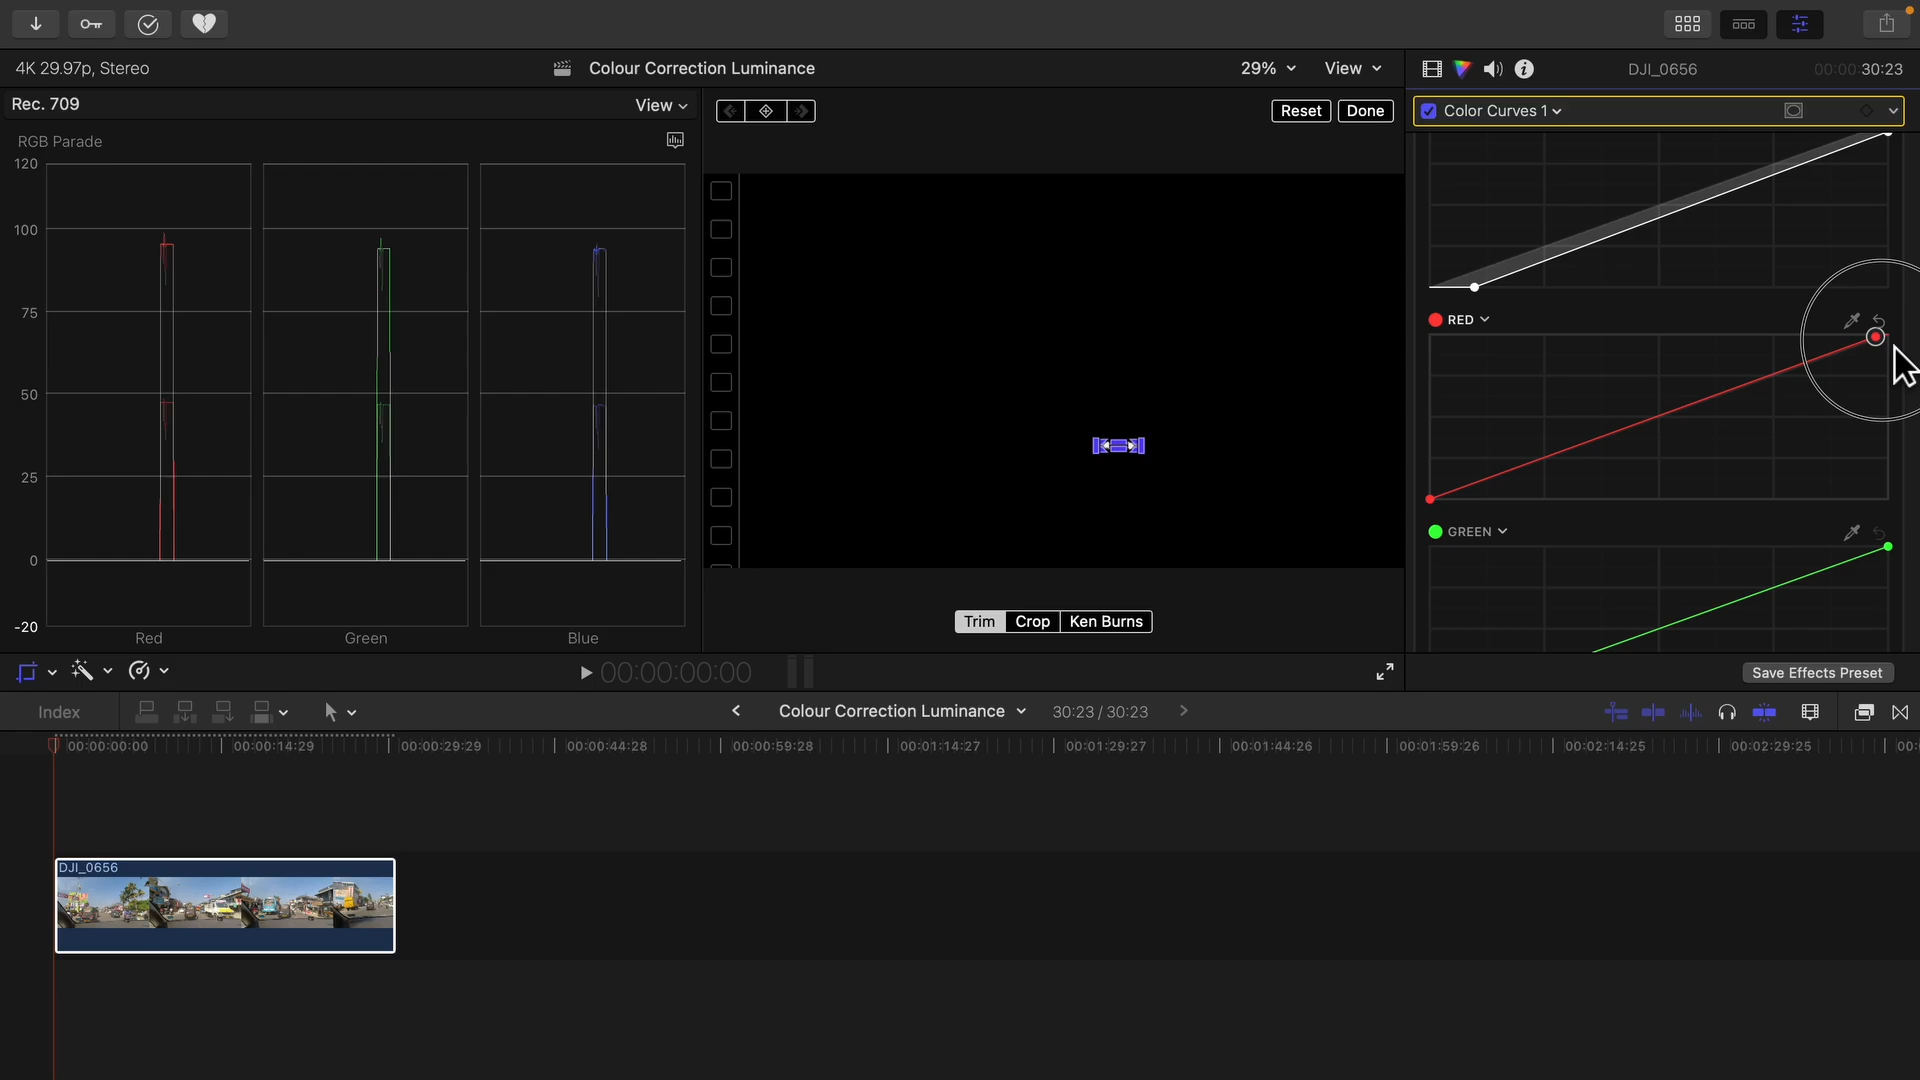 4K 29.97p, Stereo
Colour Correction Luminance
29%
View
DJI_0656
00:00:30:23
Rec. 709
View
Reset
Done
Color Curves 1
RGB Parade
120
100
75
50
25
0
-20
Red
Green
Blue
RED
GREEN
Trim
Crop
Ken Burns
00:00:00:00
Save Effects Preset
Index
Colour Correction Luminance
30:23 / 30:23
00:00:00:00
00:00:14:29
00:00:29:29
00:00:44:28
00:00:59:28
00:01:14:27
00:01:29:27
00:01:44:26
00:01:59:26
00:02:14:25
00:02:29:25
00:
DJI_0656